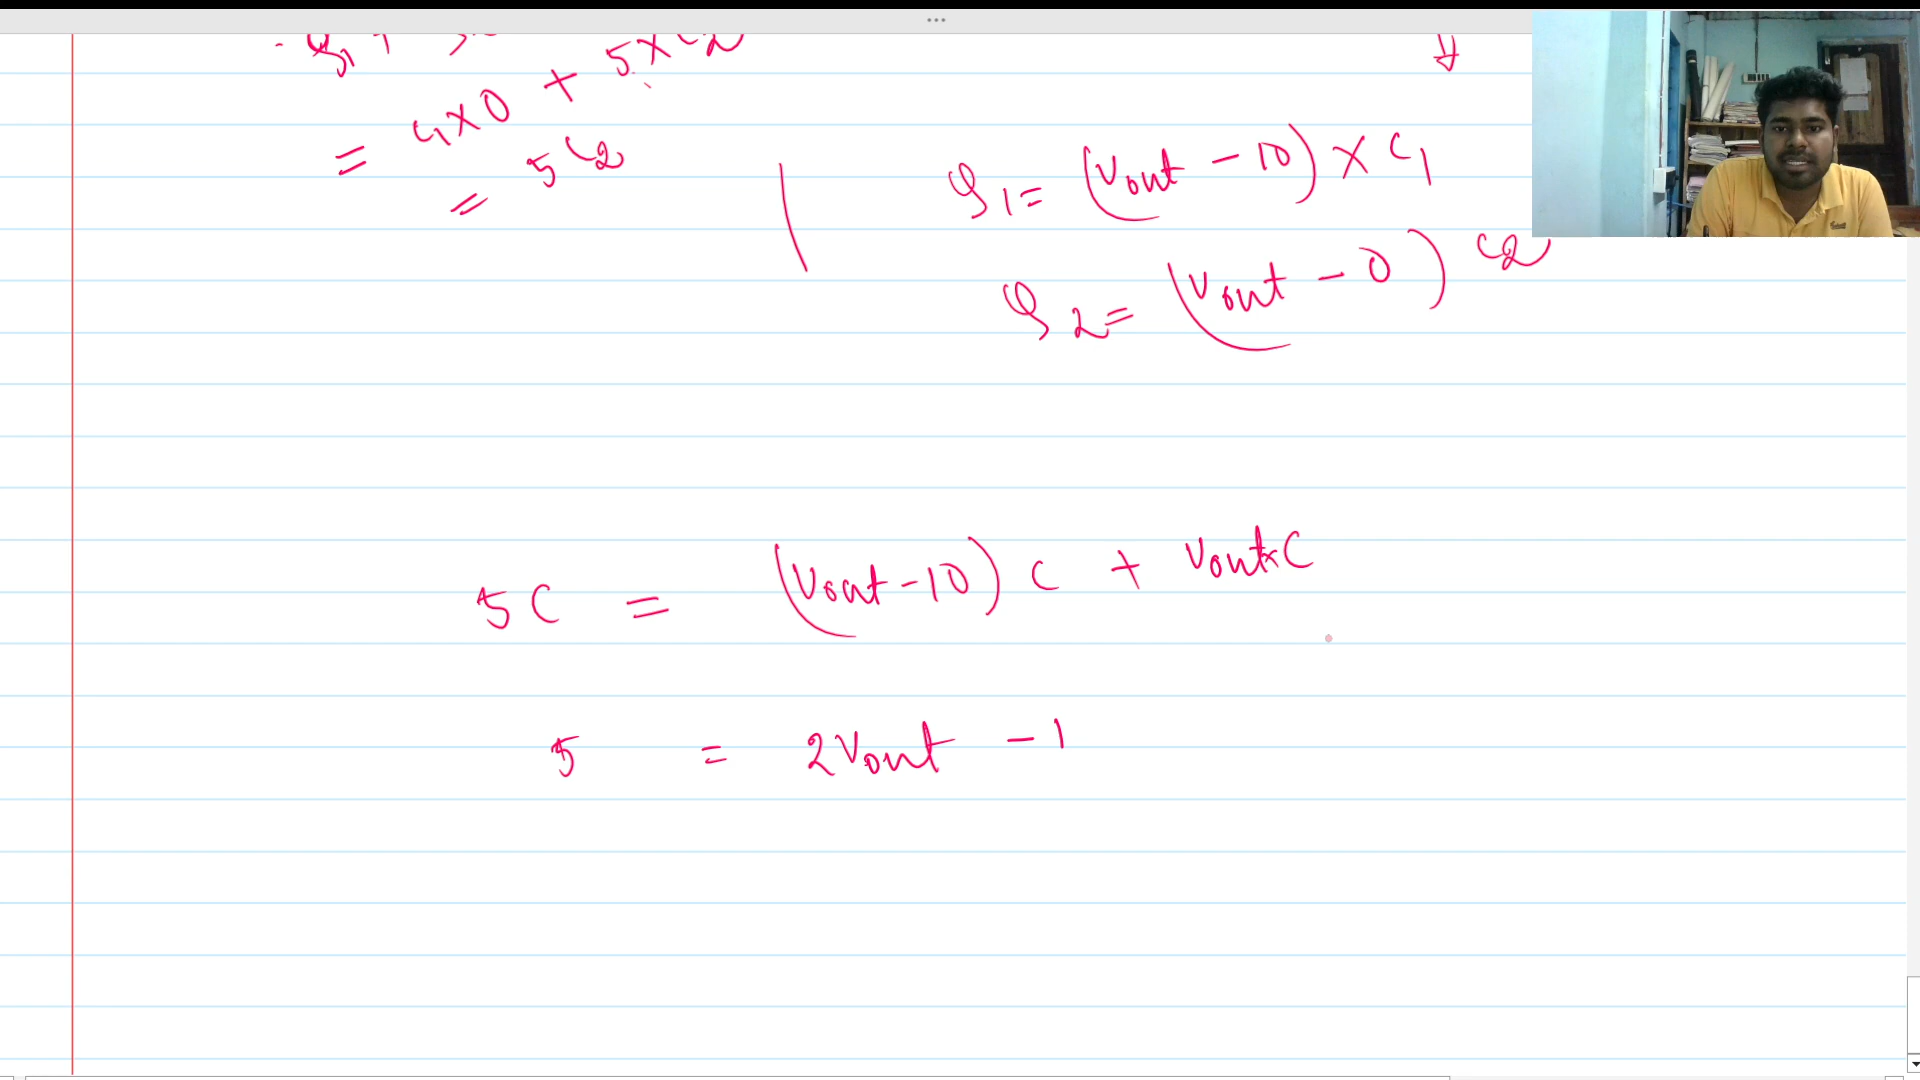 5×C2
= C1×0 +
= 5C2
Q1= (Vout - 10) × C1
Q2= (Vout - 0) C2
5C = (Vout-10) C + Vout×C
5 = 2Vout - 1